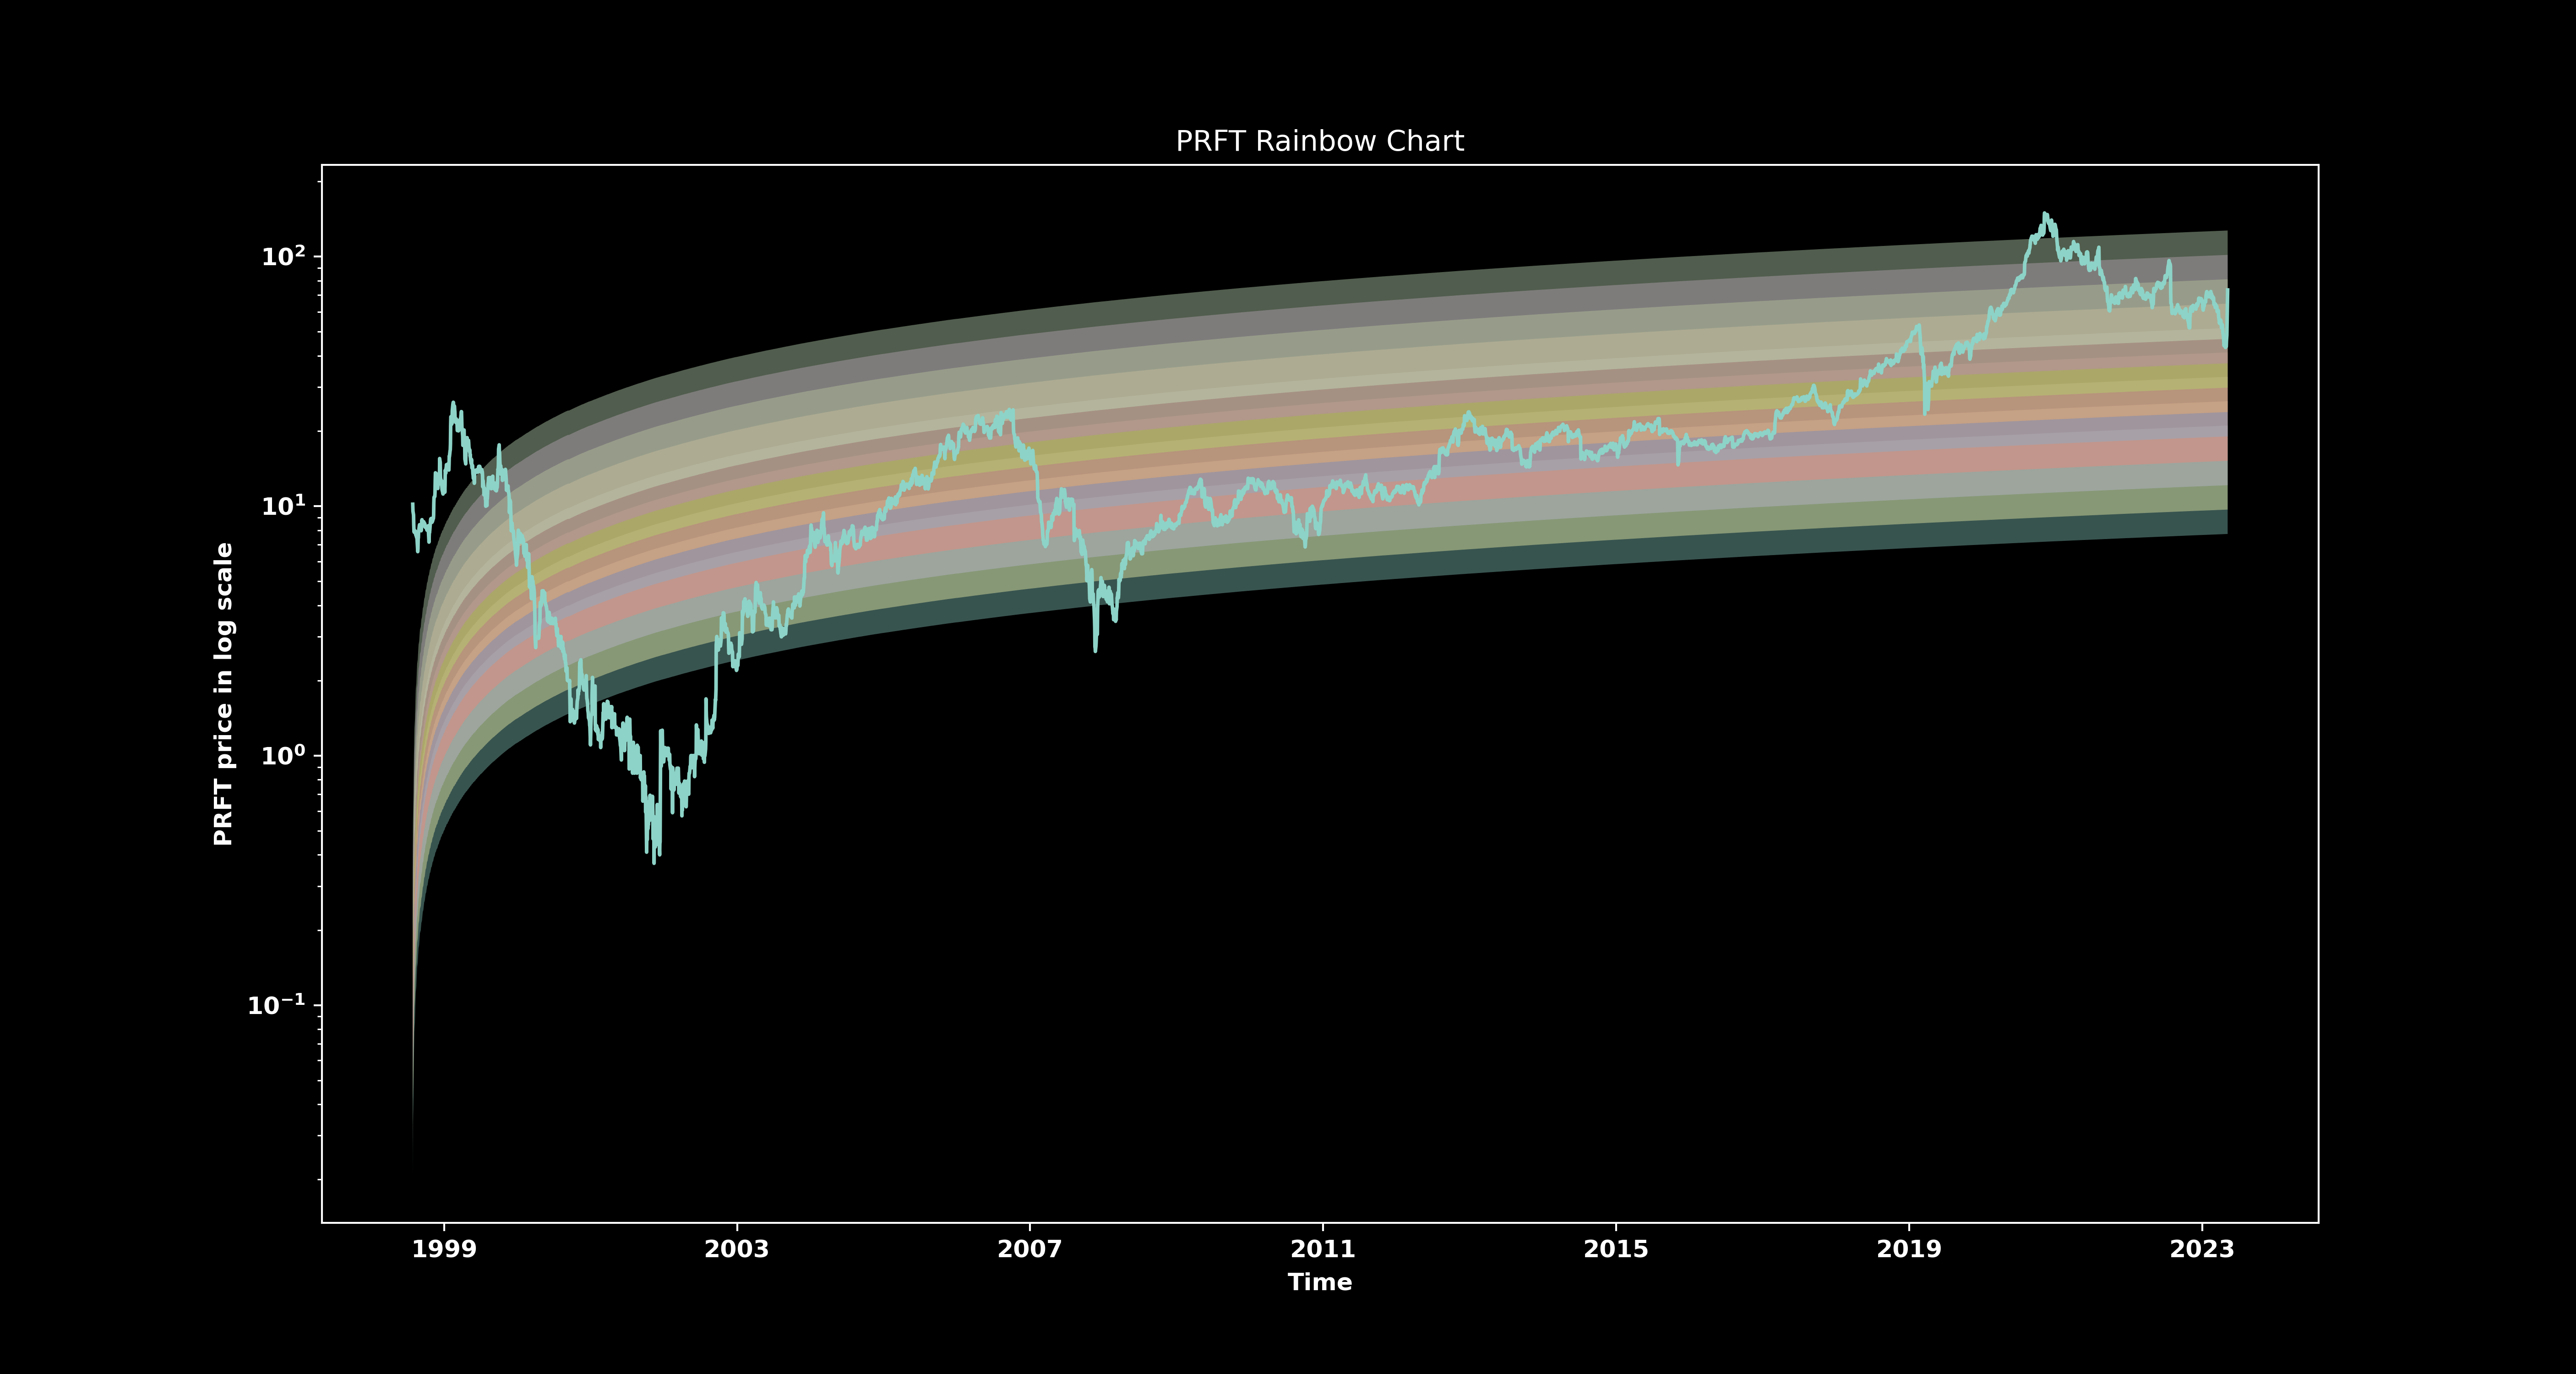 PRFT Rainbow Chart
PRFT price in log scale
10²
10¹
10⁰
10⁻¹
1999 2003 2007 2011 2015 2019 2023
Time